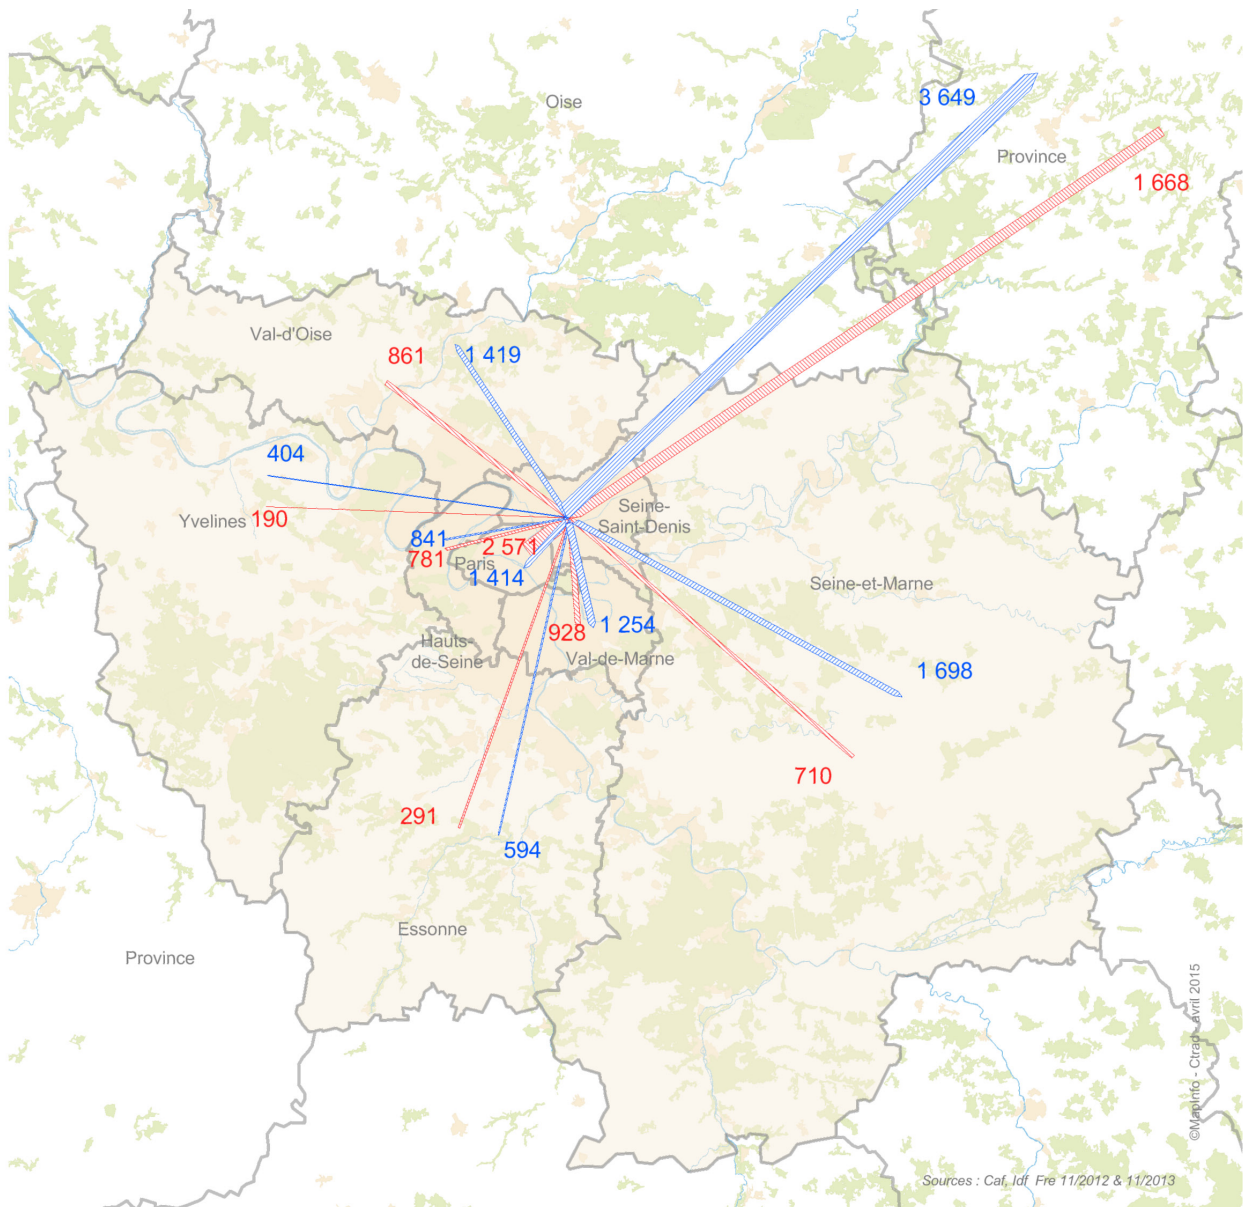 3 649
Oise
Province
1 668
Val-d'Oise
861
1 419
404
Seine-
Saint-Denis
Yvelines
190
841
781
2 571
Paris
1 414
Seine-et-Marne
928
1 254
Hauts-
de-Seine
Val-de-Marne
1 698
710
291
594
Essonne
Province
©MapInfo - Ctrad - avril 2015
Sources : Caf, Idf Fre 11/2012 & 11/2013